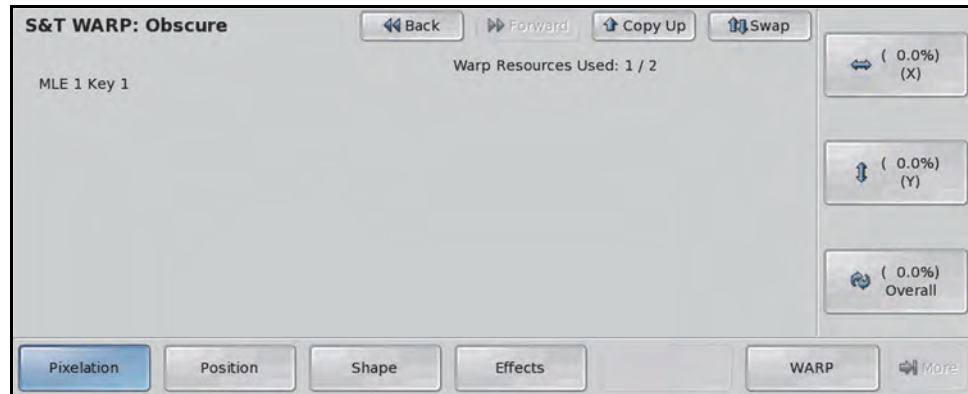 S&T WARP: Obscure
Back
Forward
Copy Up
Swap
Warp Resources Used: 1 / 2
MLE 1 Key 1
( 0.0%)
(X)
( 0.0%)
(Y)
( 0.0%)
Overall
Pixelation
Position
Shape
Effects
WARP
More